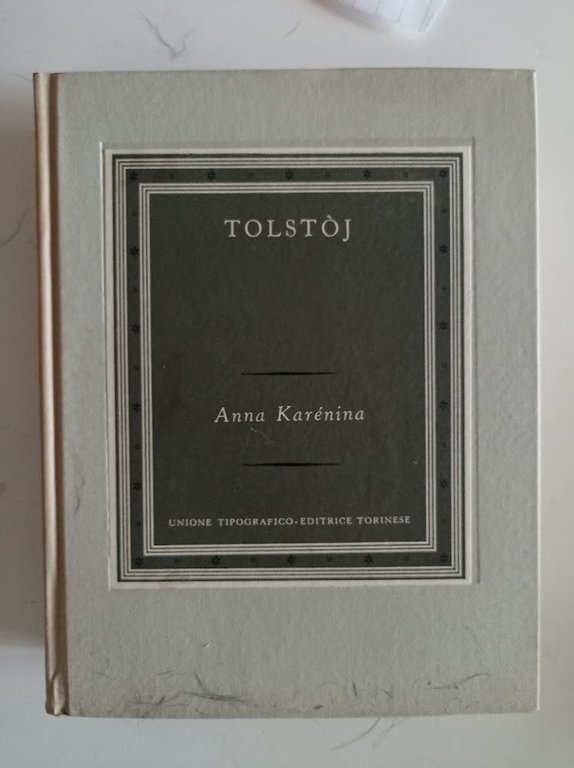 TOLSTÒJ
Anna Karénina
UNIONE TIPOGRAFICO-EDITRICE TORINESE